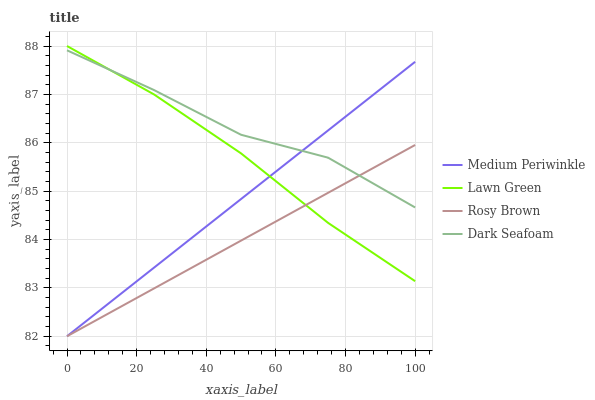 title
88
87
86
85
84
83
82
0 20 40 60 80 100
xaxis_label
yaxis_label
Medium Periwinkle
Lawn Green
Rosy Brown
Dark Seafoam